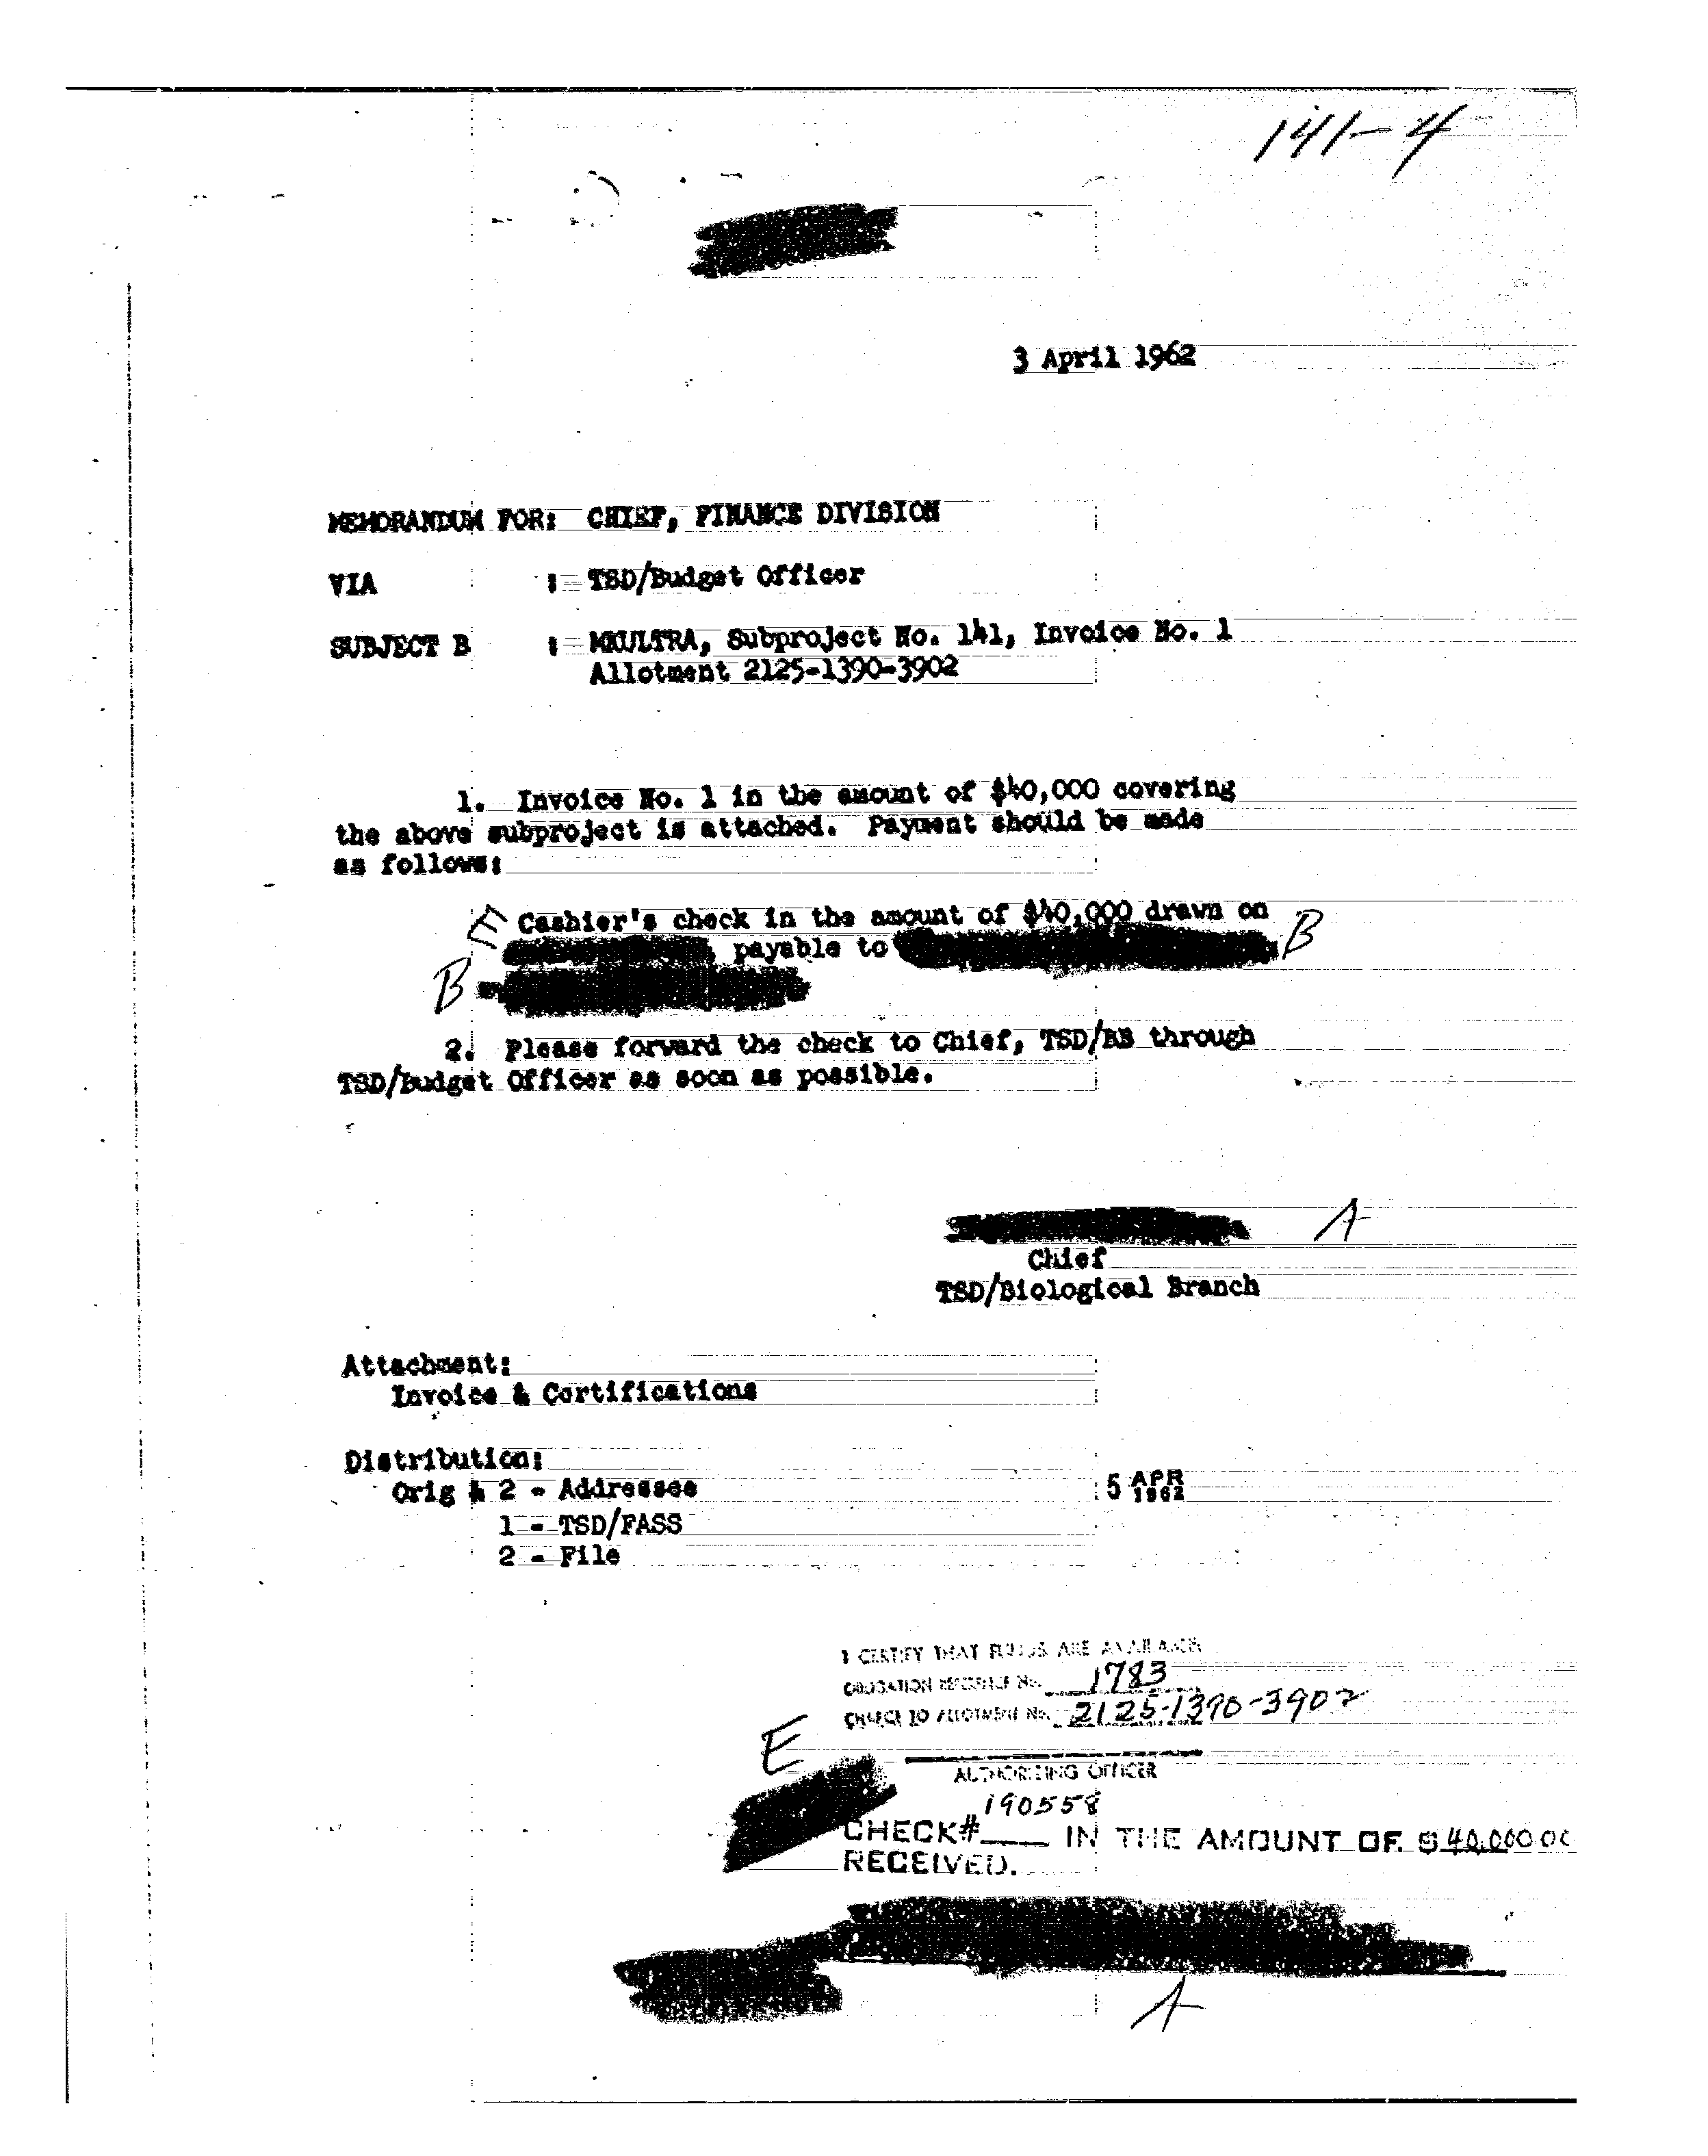 141-4
3 April 1962
MEMORANDUM FOR: CHIEF, FINANCE DIVISION
VIA : TSD/Budget Officer
SUBJECT B : MKULTRA, Subproject No. 141, Invoice No. 1
Allotment 2125-1390-3902
1. Invoice No. 1 in the amount of $40,000 covering
the above subproject is attached. Payment should be made
as follows:
E Cashier's check in the amount of $40,000 drawn on
payable to B
B
2. Please forward the check to Chief, TSD/BB through
TSD/Budget Officer as soon as possible.
A
Chief
TSD/Biological Branch
Attachment:
Invoice & Certifications
Distribution:
Orig & 2 - Addressee
5 APR 1962
1 - TSD/FASS
2 - File
I CERTIFY THAT FUNDS ARE AVAILABLE
OBLIGATION REFERENCE NO. 1783
CHARGE TO ALLOTMENT NO. 2125-1390-3902
E
AUTHORIZING OFFICER
190558
CHECK# IN THE AMOUNT OF $ 40,000 00
RECEIVED.
A